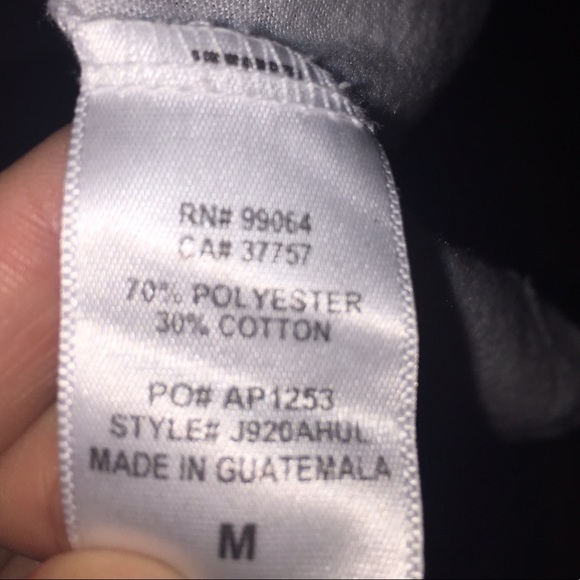 RN# 99064
CA# 37757
70% POLYESTER
30% COTTON
PO# AP1253
STYLE# J920AHUL
MADE IN GUATEMALA
M